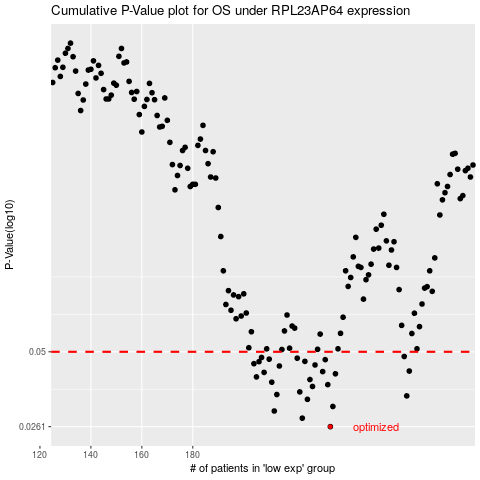 Cumulative P-Value plot for OS under RPL23AP64 expression
P-Value(log10)
0.05
0.0261
optimized
120 140 160 180
# of patients in 'low exp' group